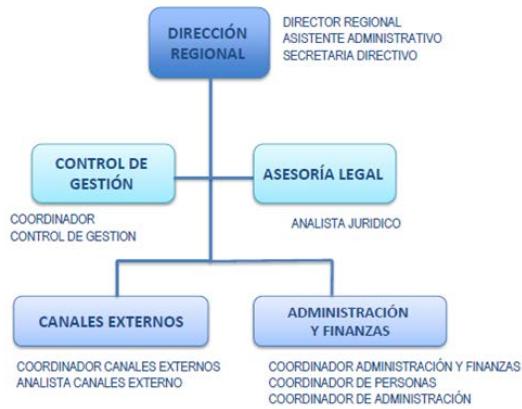 DIRECCIÓN
REGIONAL
DIRECTOR REGIONAL
ASISTENTE ADMINISTRATIVO
SECRETARIA DIRECTIVO
CONTROL DE
GESTIÓN
COORDINADOR
CONTROL DE GESTION
ASESORÍA LEGAL
ANALISTA JURIDICO
CANALES EXTERNOS
COORDINADOR CANALES EXTERNOS
ANALISTA CANALES EXTERNO
ADMINISTRACIÓN
Y FINANZAS
COORDINADOR ADMINISTRACIÓN Y FINANZAS
COORDINADOR DE PERSONAS
COORDINADOR DE ADMINISTRACIÓN